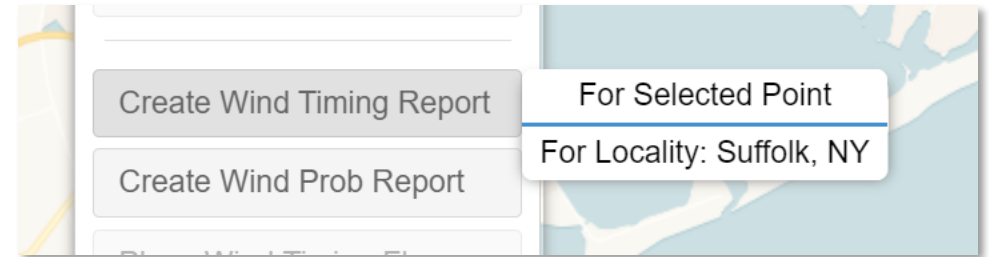 Create Wind Timing Report
For Selected Point
For Locality: Suffolk, NY
Create Wind Prob Report